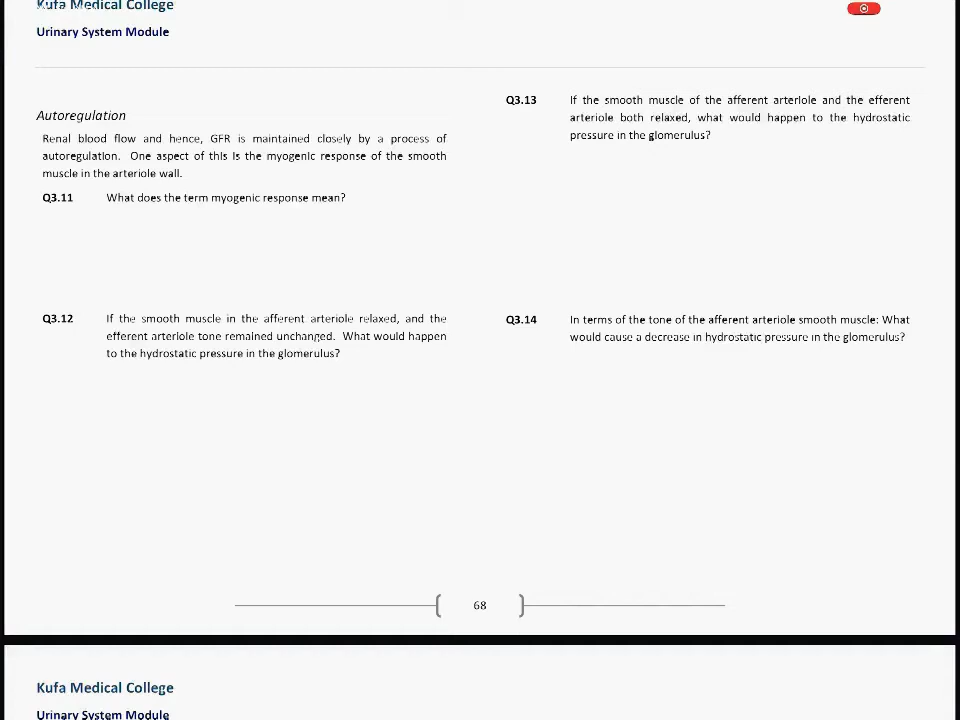 Kufa Medical College
Urinary System Module
Autoregulation
Renal blood flow and hence, GFR is maintained closely by a process of
autoregulation. One aspect of this is the myogenic response of the smooth
muscle in the arteriole wall.
Q3.11 What does the term myogenic response mean?
Q3.12 If the smooth muscle in the afferent arteriole relaxed, and the
efferent arteriole tone remained unchanged. What would happen
to the hydrostatic pressure in the glomerulus?
Q3.13 If the smooth muscle of the afferent arteriole and the efferent
arteriole both relaxed, what would happen to the hydrostatic
pressure in the glomerulus?
Q3.14 In terms of the tone of the afferent arteriole smooth muscle: What
would cause a decrease in hydrostatic pressure in the glomerulus?
68
Kufa Medical College
Urinary System Module